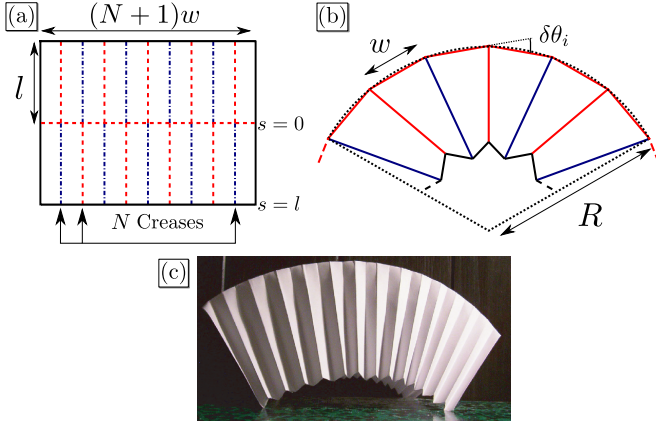 (a)
(N + 1)w
l
s = 0
s = l
N Creases
(b)
w
δθ_i
R
(c)